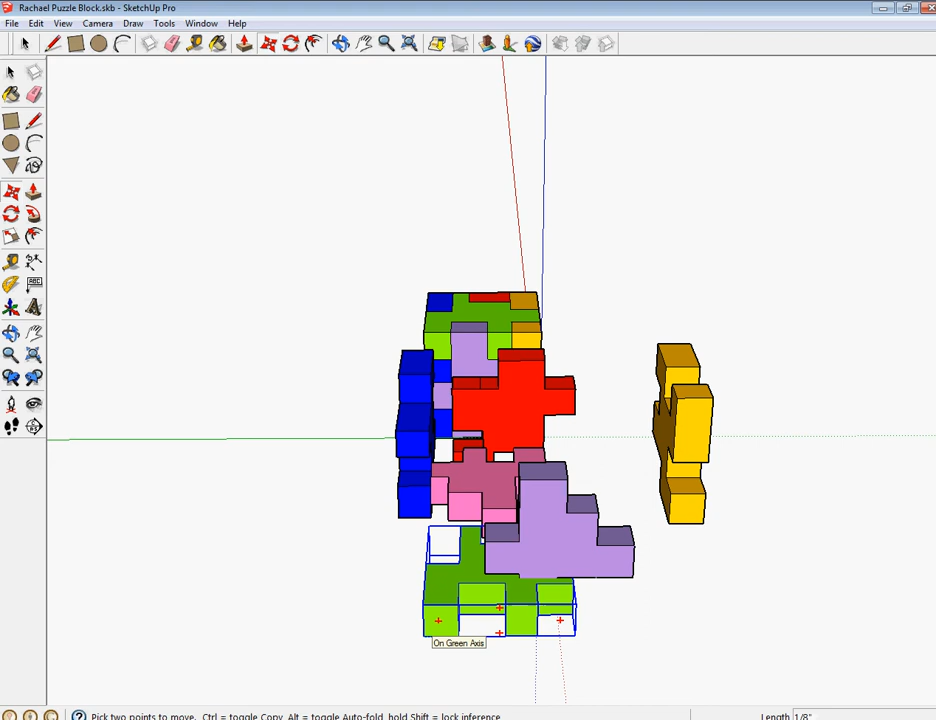 Rachael Puzzle Block.skb - SketchUp Pro
File Edit View Camera Draw Tools Window Help
ABC
On Green Axis
Pick two points to move. Ctrl = toggle Copy, Alt = toggle Auto-fold, hold Shift = lock inference
Length 1/8"